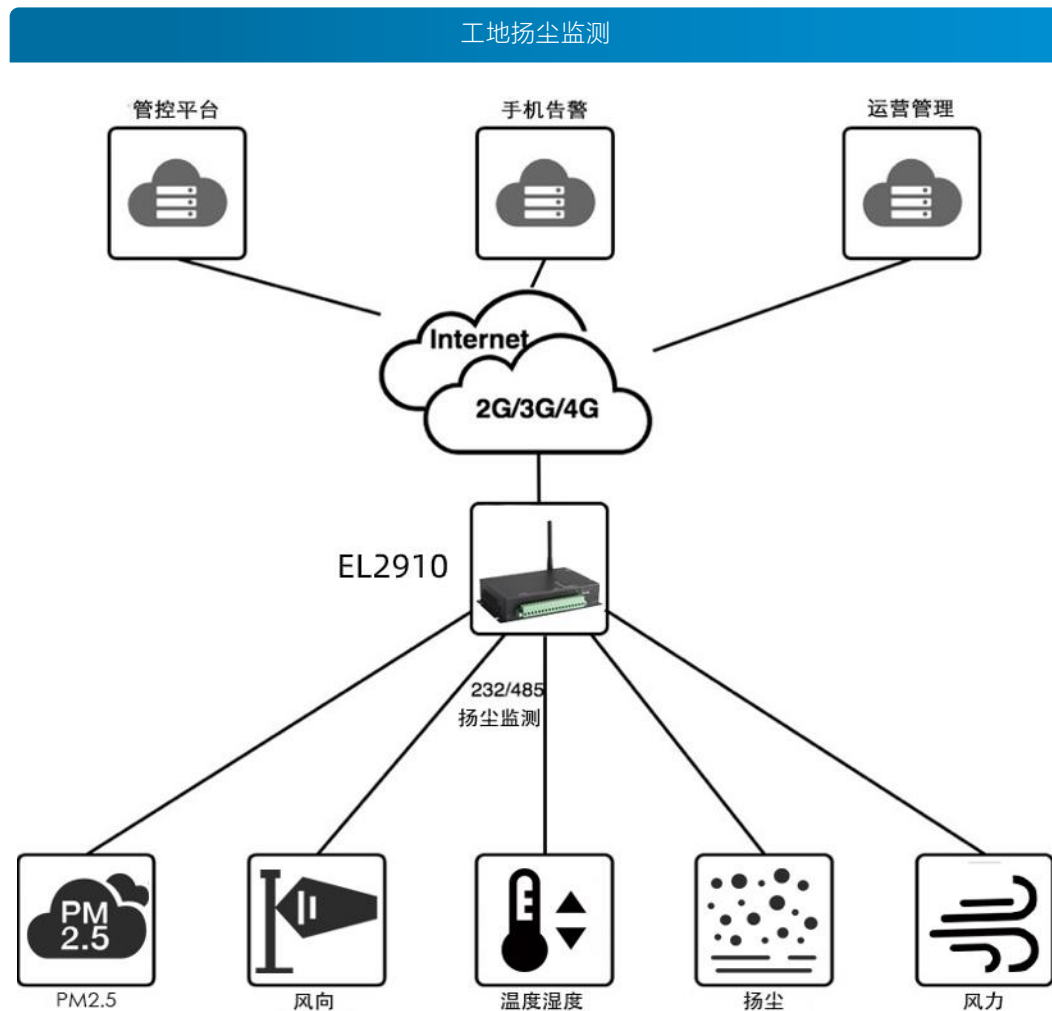 工地扬尘监测
管控平台
手机告警
运营管理
Internet
2G/3G/4G
EL2910
232/485
扬尘监测
PM
2.5
PM2.5
风向
温度湿度
扬尘
风力